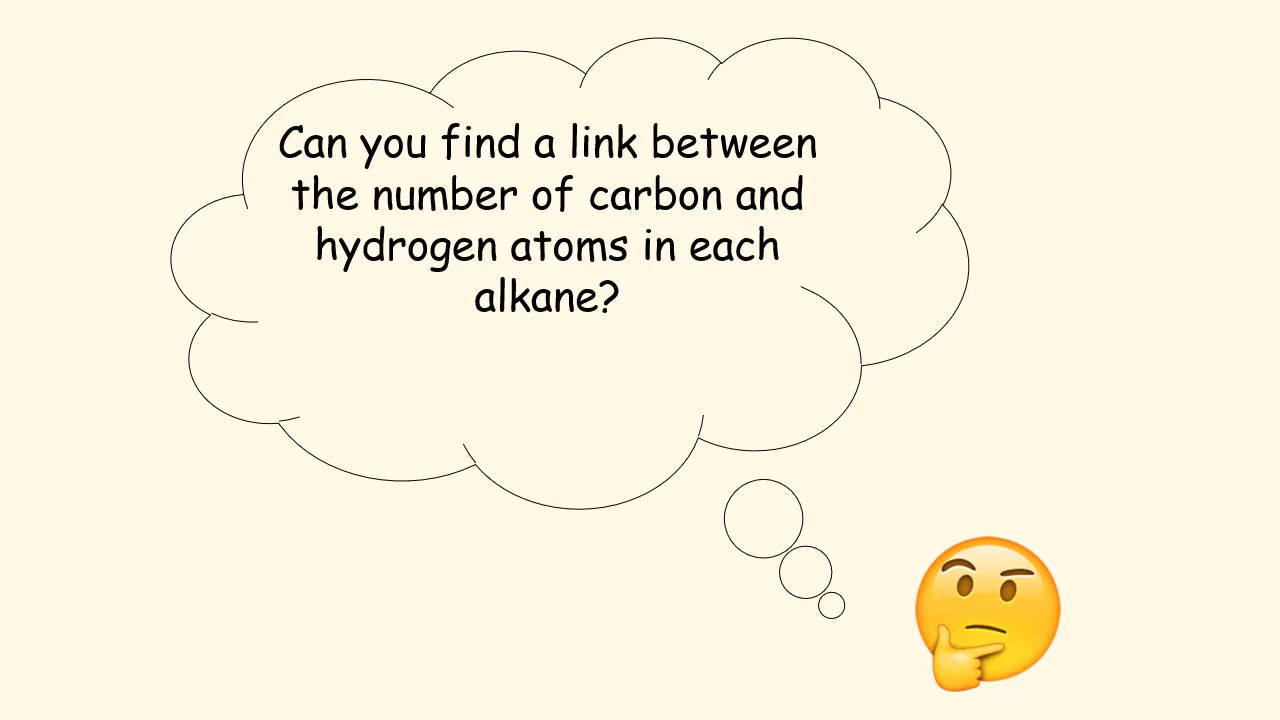 Can you find a link between
the number of carbon and
hydrogen atoms in each
alkane?